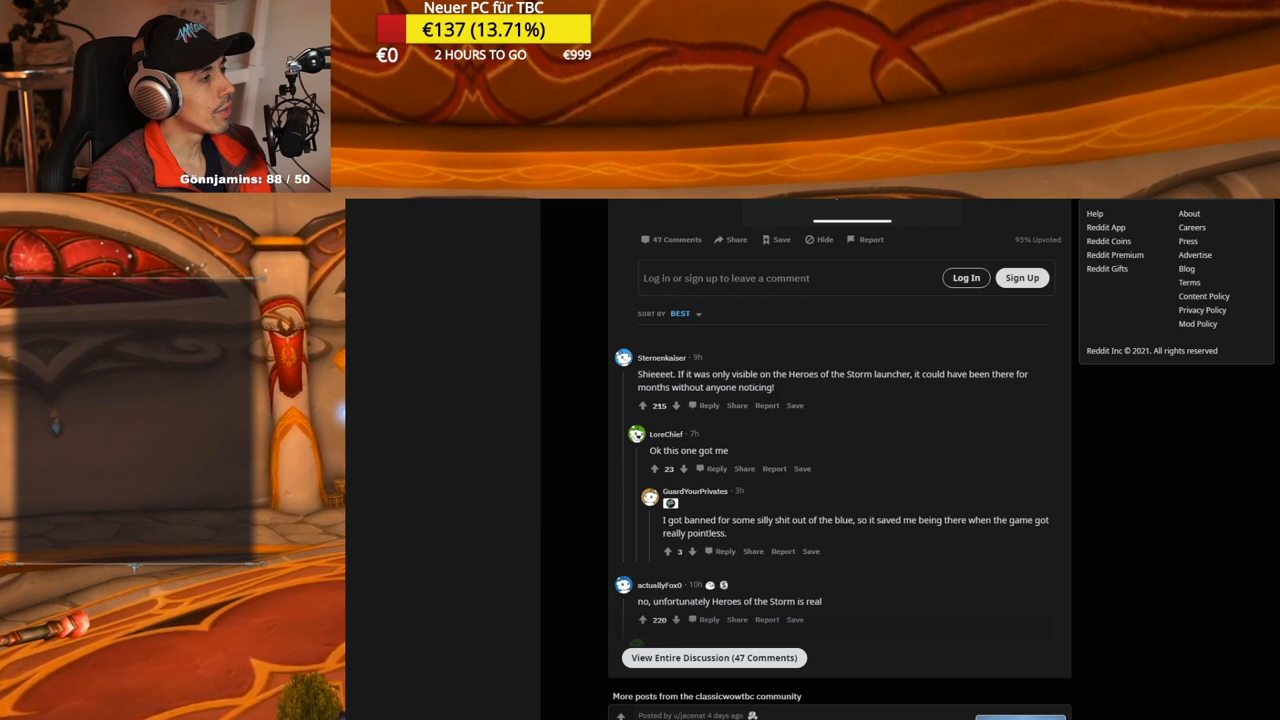 Neuer PC für TBC
€137 (13.71%)
€0
2 HOURS TO GO
€999
Gönnjamins: 88 / 50
47 Comments
Share
Save
Hide
Report
93% Upvoted
Log in or sign up to leave a comment
Log In
Sign Up
SORT BY BEST
Sternenkaiser · 9h
Shieeeet. If it was only visible on the Heroes of the Storm launcher, it could have been there for
months without anyone noticing!
215 Reply Share Report Save
LoreChief · 7h
Ok this one got me
23 Reply Share Report Save
GuardYourPrivates · 3h
I got banned for some silly shit out of the blue, so it saved me being there when the game got
really pointless.
3 Reply Share Report Save
actuallyFox0 · 10h
no, unfortunately Heroes of the Storm is real
220 Reply Share Report Save
View Entire Discussion (47 Comments)
More posts from the classicwowtbc community
Posted by u/jacenat 4 days ago
Help
Reddit App
Reddit Coins
Reddit Premium
Reddit Gifts
About
Careers
Press
Advertise
Blog
Terms
Content Policy
Privacy Policy
Mod Policy
Reddit Inc © 2021. All rights reserved